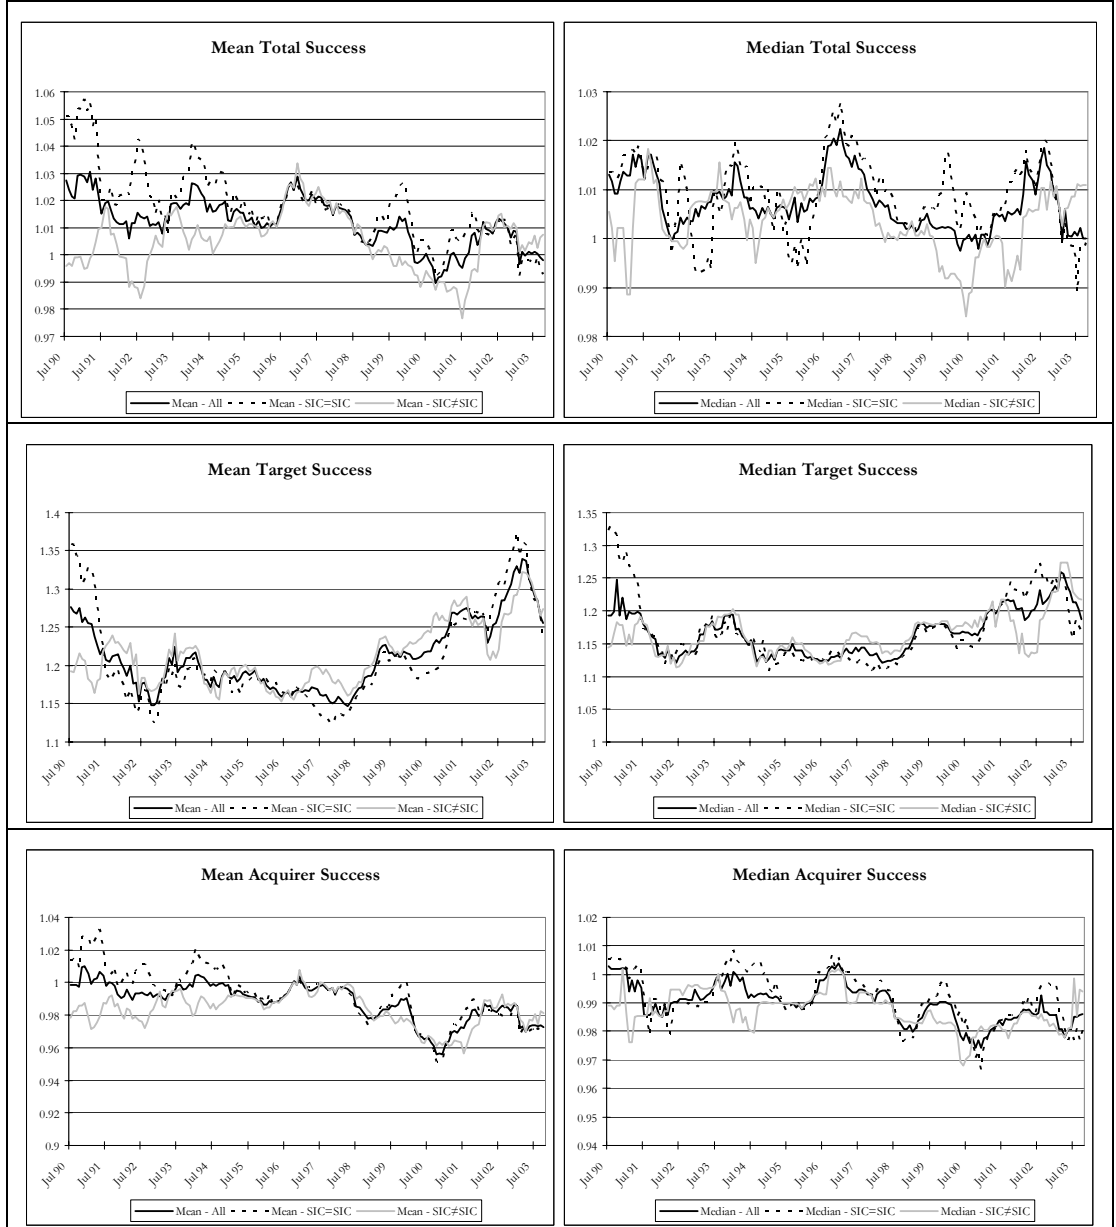 Mean Total Success
1.06
1.05
1.04
1.03
1.02
1.01
1
0.99
0.98
0.97
Jul 90 Jul 91 Jul 92 Jul 93 Jul 94 Jul 95 Jul 96 Jul 97 Jul 98 Jul 99 Jul 00 Jul 01 Jul 02 Jul 03
Mean - All Mean - SIC=SIC Mean - SIC≠SIC
Median Total Success
1.03
1.02
1.01
1
0.99
0.98
Jul 90 Jul 91 Jul 92 Jul 93 Jul 94 Jul 95 Jul 96 Jul 97 Jul 98 Jul 99 Jul 00 Jul 01 Jul 02 Jul 03
Median - All Median - SIC=SIC Median - SIC≠SIC
Mean Target Success
1.4
1.35
1.3
1.25
1.2
1.15
1.1
Jul 90 Jul 91 Jul 92 Jul 93 Jul 94 Jul 95 Jul 96 Jul 97 Jul 98 Jul 99 Jul 00 Jul 01 Jul 02 Jul 03
Mean - All Mean - SIC=SIC Mean - SIC≠SIC
Median Target Success
1.35
1.3
1.25
1.2
1.15
1.1
1.05
1
Jul 90 Jul 91 Jul 92 Jul 93 Jul 94 Jul 95 Jul 96 Jul 97 Jul 98 Jul 99 Jul 00 Jul 01 Jul 02 Jul 03
Median - All Median - SIC=SIC Median - SIC≠SIC
Mean Acquirer Success
1.04
1.02
1
0.98
0.96
0.94
0.92
0.9
Jul 90 Jul 91 Jul 92 Jul 93 Jul 94 Jul 95 Jul 96 Jul 97 Jul 98 Jul 99 Jul 00 Jul 01 Jul 02 Jul 03
Mean - All Mean - SIC=SIC Mean - SIC≠SIC
Median Acquirer Success
1.02
1.01
1
0.99
0.98
0.97
0.96
0.95
0.94
Jul 90 Jul 91 Jul 92 Jul 93 Jul 94 Jul 95 Jul 96 Jul 97 Jul 98 Jul 99 Jul 00 Jul 01 Jul 02 Jul 03
Median - All Median - SIC=SIC Median - SIC≠SIC